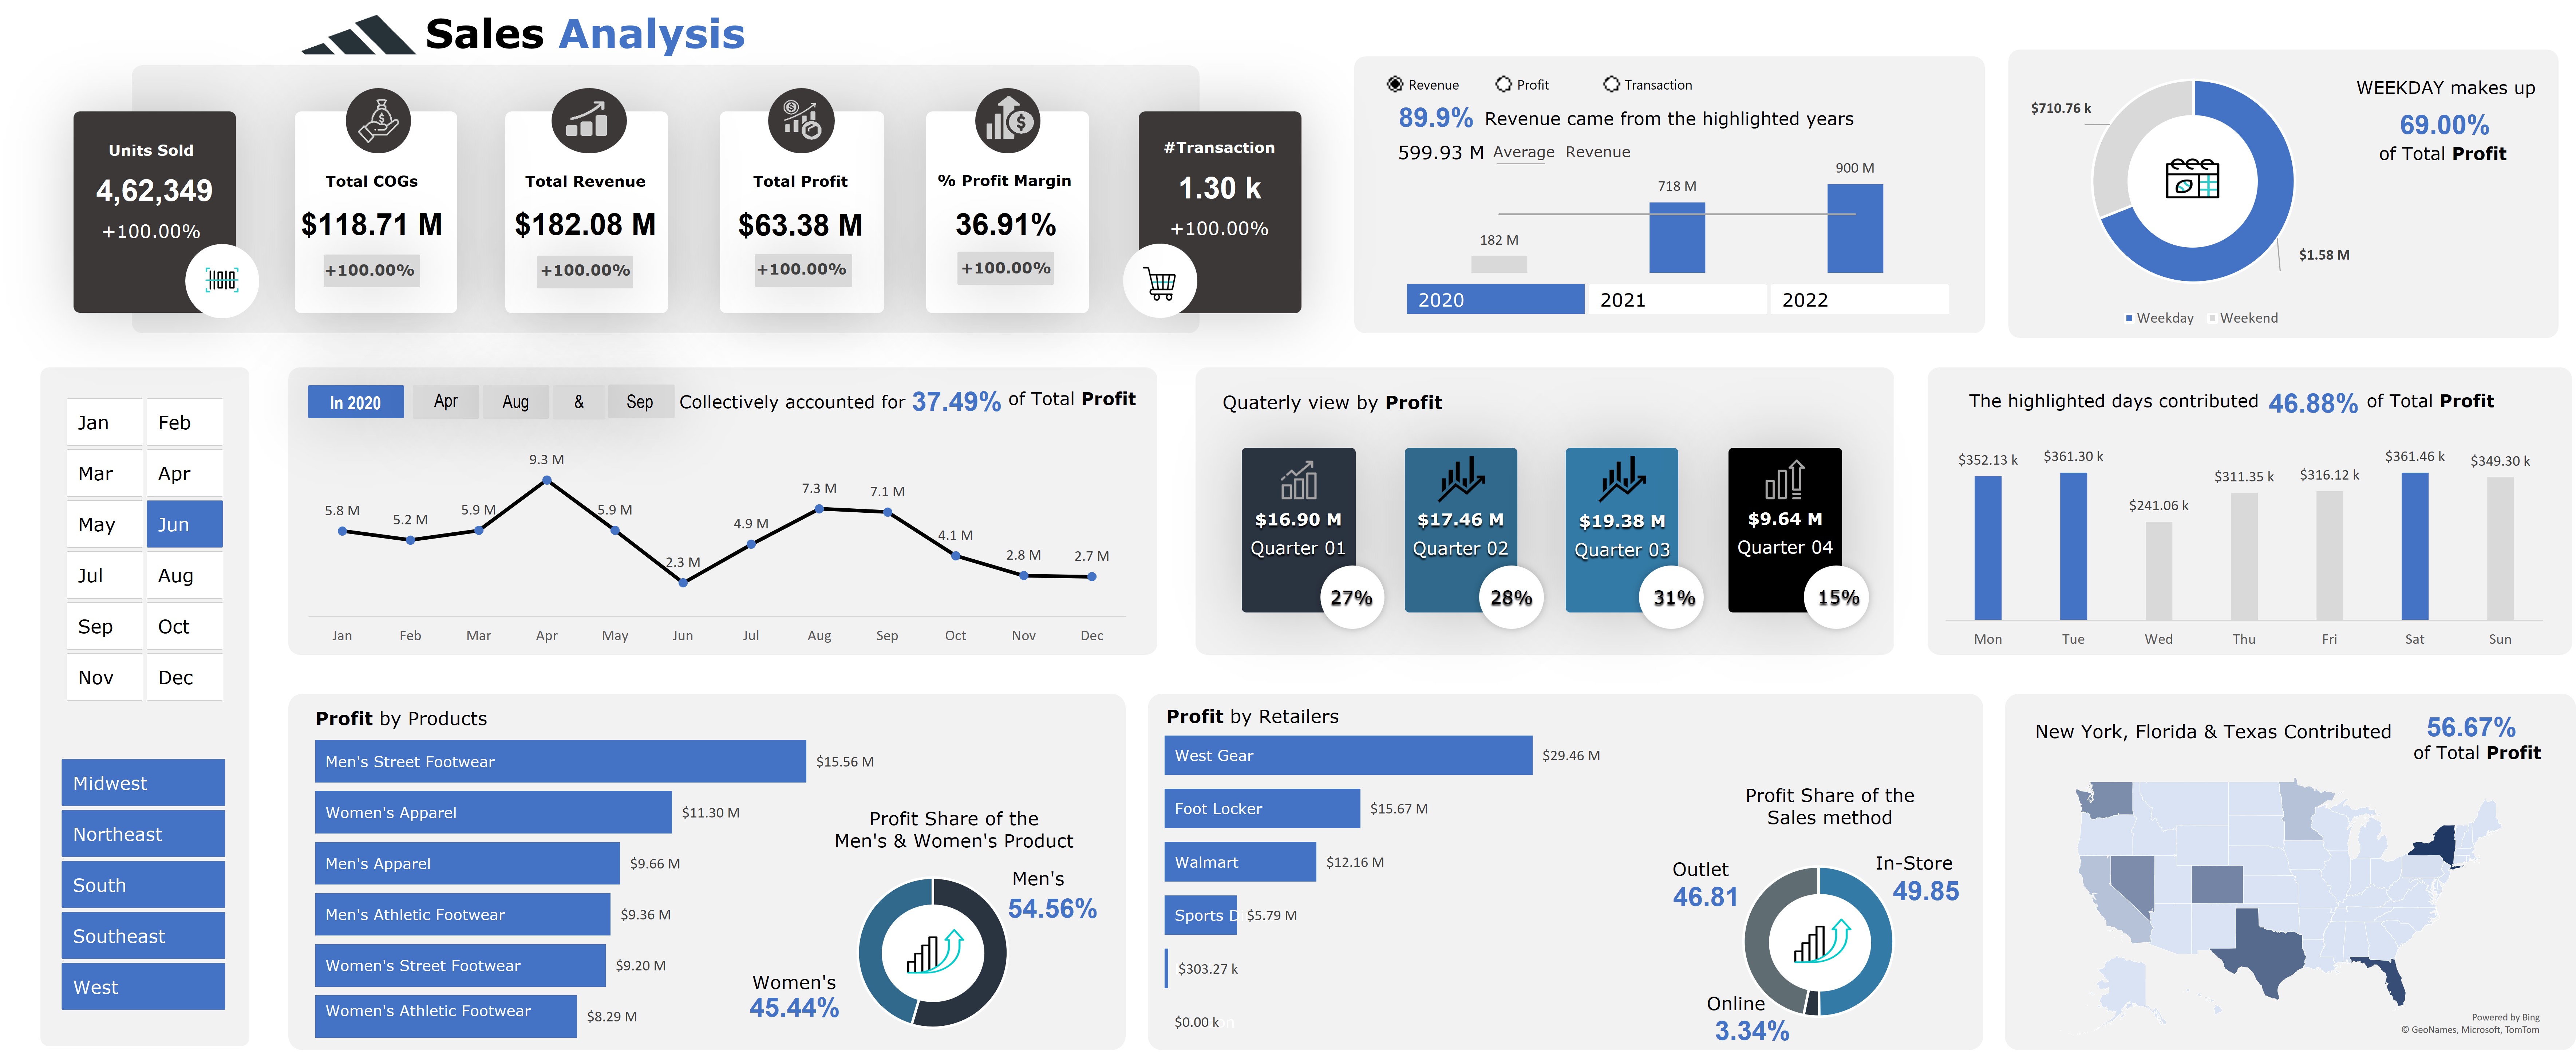 Sales Analysis
Units Sold
4,62,349
+100.00%
Total COGs
$118.71 M
+100.00%
Total Revenue
$182.08 M
+100.00%
Total Profit
$63.38 M
+100.00%
% Profit Margin
36.91%
+100.00%
#Transaction
1.30 k
+100.00%
Revenue Profit Transaction
89.9% Revenue came from the highlighted years
599.93 M Average Revenue
182 M
718 M
900 M
2020 2021 2022
WEEKDAY makes up
69.00%
of Total Profit
$710.76 k
$1.58 M
Weekday Weekend
Jan Feb
Mar Apr
May Jun
Jul Aug
Sep Oct
Nov Dec
Midwest
Northeast
South
Southeast
West
In 2020 Apr Aug & Sep Collectively accounted for 37.49% of Total Profit
5.8 M
5.2 M
5.9 M
9.3 M
5.9 M
2.3 M
4.9 M
7.3 M
7.1 M
4.1 M
2.8 M
2.7 M
Jan Feb Mar Apr May Jun Jul Aug Sep Oct Nov Dec
Quaterly view by Profit
$16.90 M
Quarter 01
27%
$17.46 M
Quarter 02
28%
$19.38 M
Quarter 03
31%
$9.64 M
Quarter 04
15%
The highlighted days contributed 46.88% of Total Profit
$352.13 k
$361.30 k
$241.06 k
$311.35 k
$316.12 k
$361.46 k
$349.30 k
Mon Tue Wed Thu Fri Sat Sun
Profit by Products
Men's Street Footwear $15.56 M
Women's Apparel $11.30 M
Men's Apparel $9.66 M
Men's Athletic Footwear $9.36 M
Women's Street Footwear $9.20 M
Women's Athletic Footwear $8.29 M
Profit Share of the
Men's & Women's Product
Men's
54.56%
Women's
45.44%
Profit by Retailers
West Gear $29.46 M
Foot Locker $15.67 M
Walmart $12.16 M
Sports D $5.79 M
$303.27 k
$0.00 k
Profit Share of the
Sales method
Outlet
46.81
In-Store
49.85
Online
3.34%
New York, Florida & Texas Contributed 56.67%
of Total Profit
Powered by Bing
© GeoNames, Microsoft, TomTom